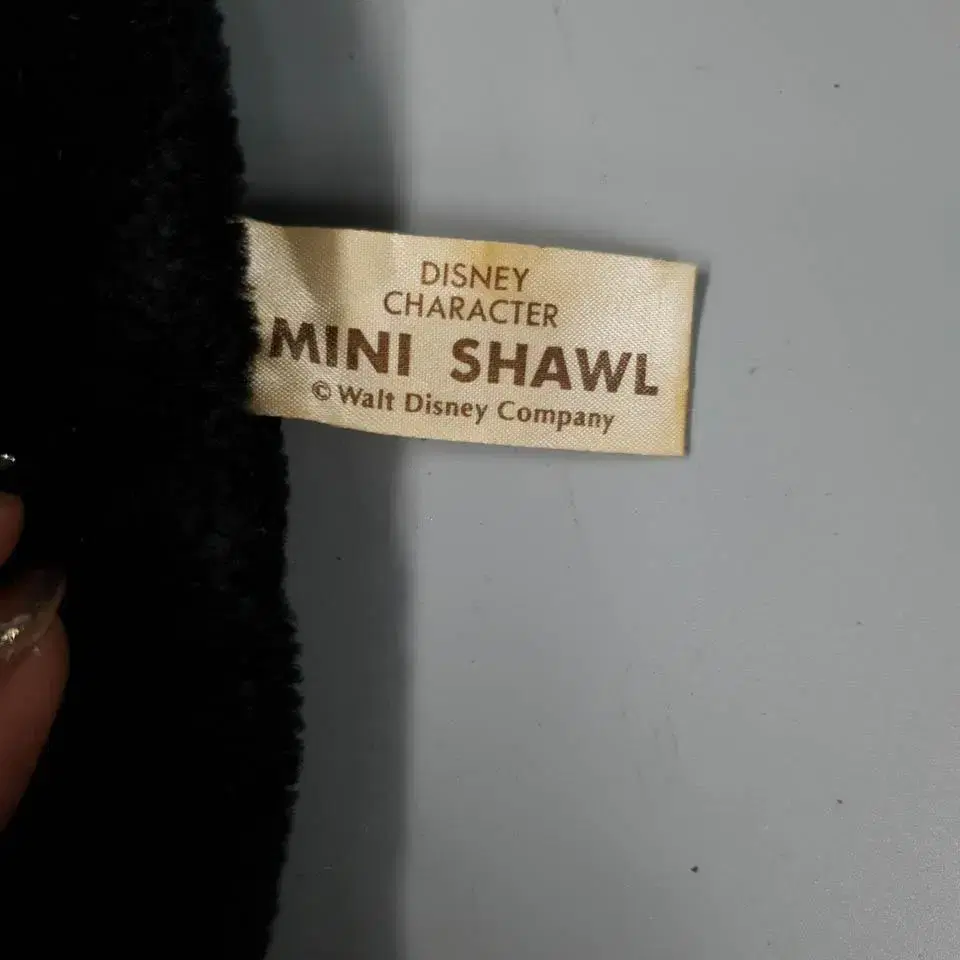 DISNEY
CHARACTER
MINI SHAWL
© Walt Disney Company